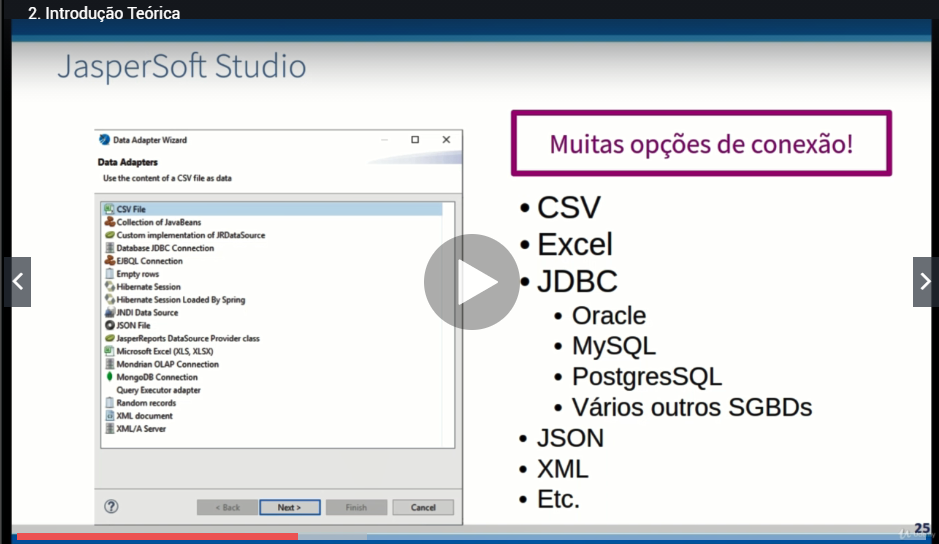 2. Introdução Teórica
JasperSoft Studio
Data Adapter Wizard
Data Adapters
Use the content of a CSV file as data
CSV File
Collection of JavaBeans
Custom implementation of JRDataSource
Database JDBC Connection
EJBQL Connection
Empty rows
Hibernate Session
Hibernate Session Loaded By Spring
JNDI Data Source
JSON File
JasperReports DataSource Provider class
Microsoft Excel (XLS, XLSX)
Mondrian OLAP Connection
MongoDB Connection
Query Executor adapter
Random records
XML document
XML/A Server
< Back
Next >
Finish
Cancel
Muitas opções de conexão!
• CSV
• Excel
• JDBC
• Oracle
• MySQL
• PostgresSQL
• Vários outros SGBDs
• JSON
• XML
• Etc.
25